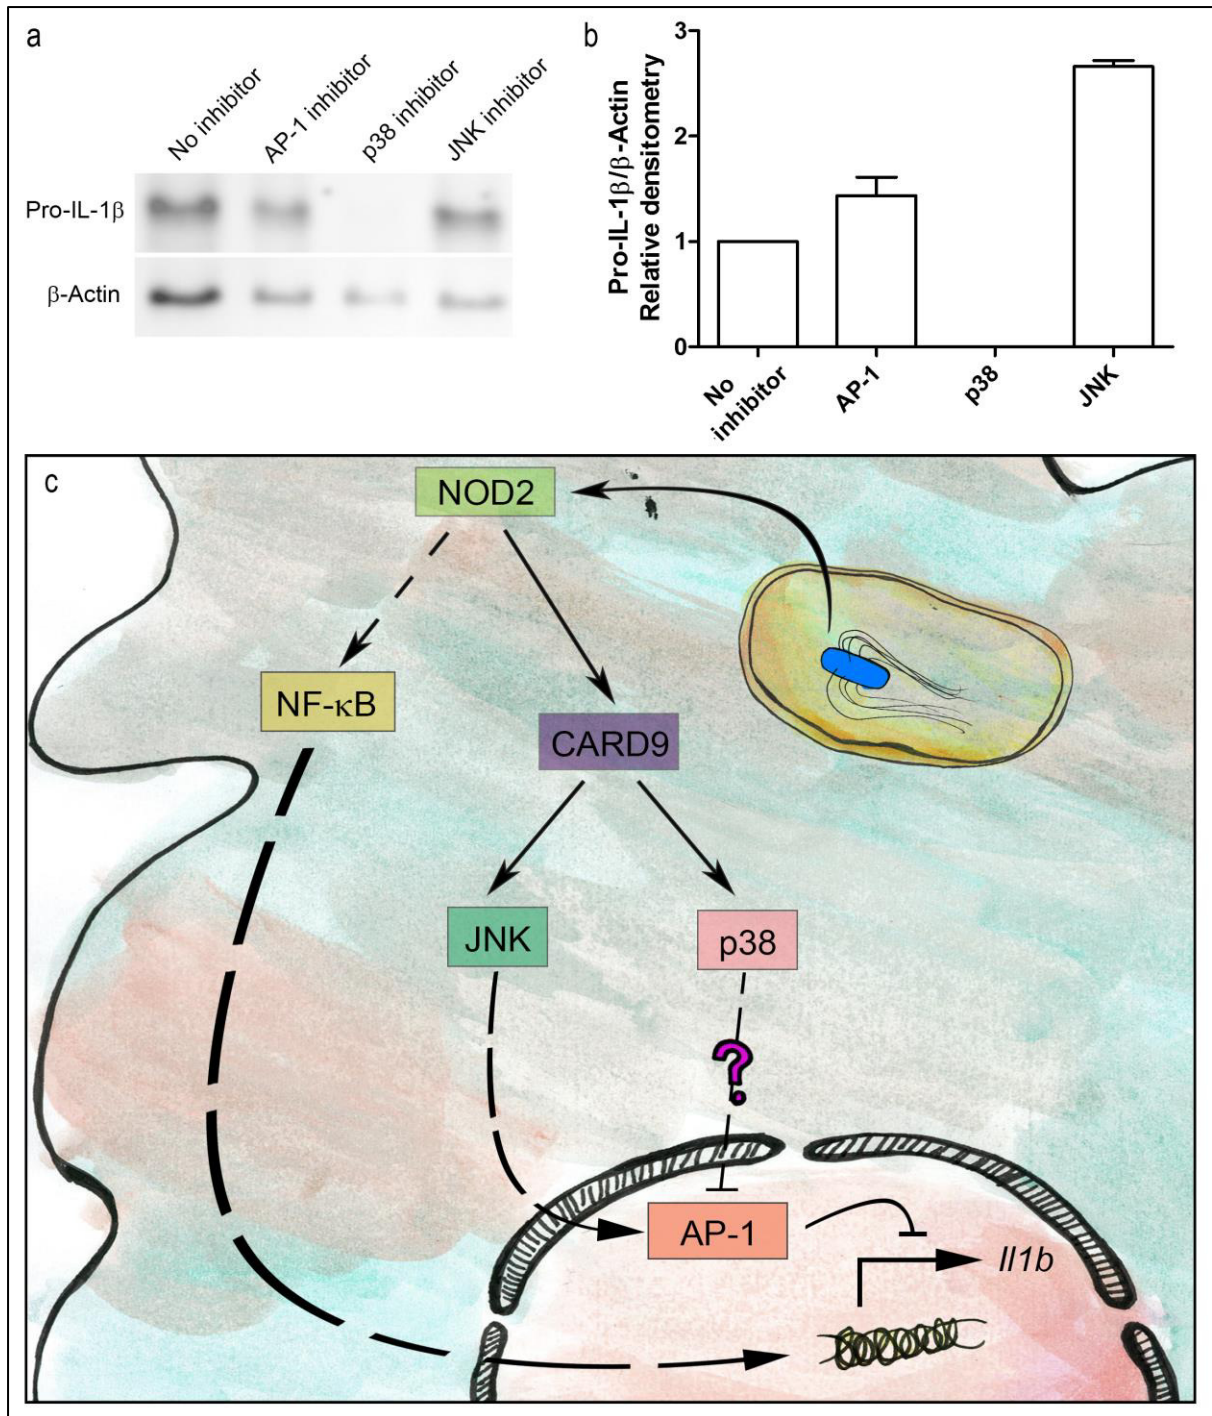 a
No inhibitor
AP-1 inhibitor
p38 inhibitor
JNK inhibitor
Pro-IL-1β
β-Actin
b
Pro-IL-1β/β-Actin
Relative densitometry
3
2
1
0
No
inhibitor
AP-1
p38
JNK
c
NOD2
NF-κB
CARD9
JNK
p38
?
AP-1
Il1b